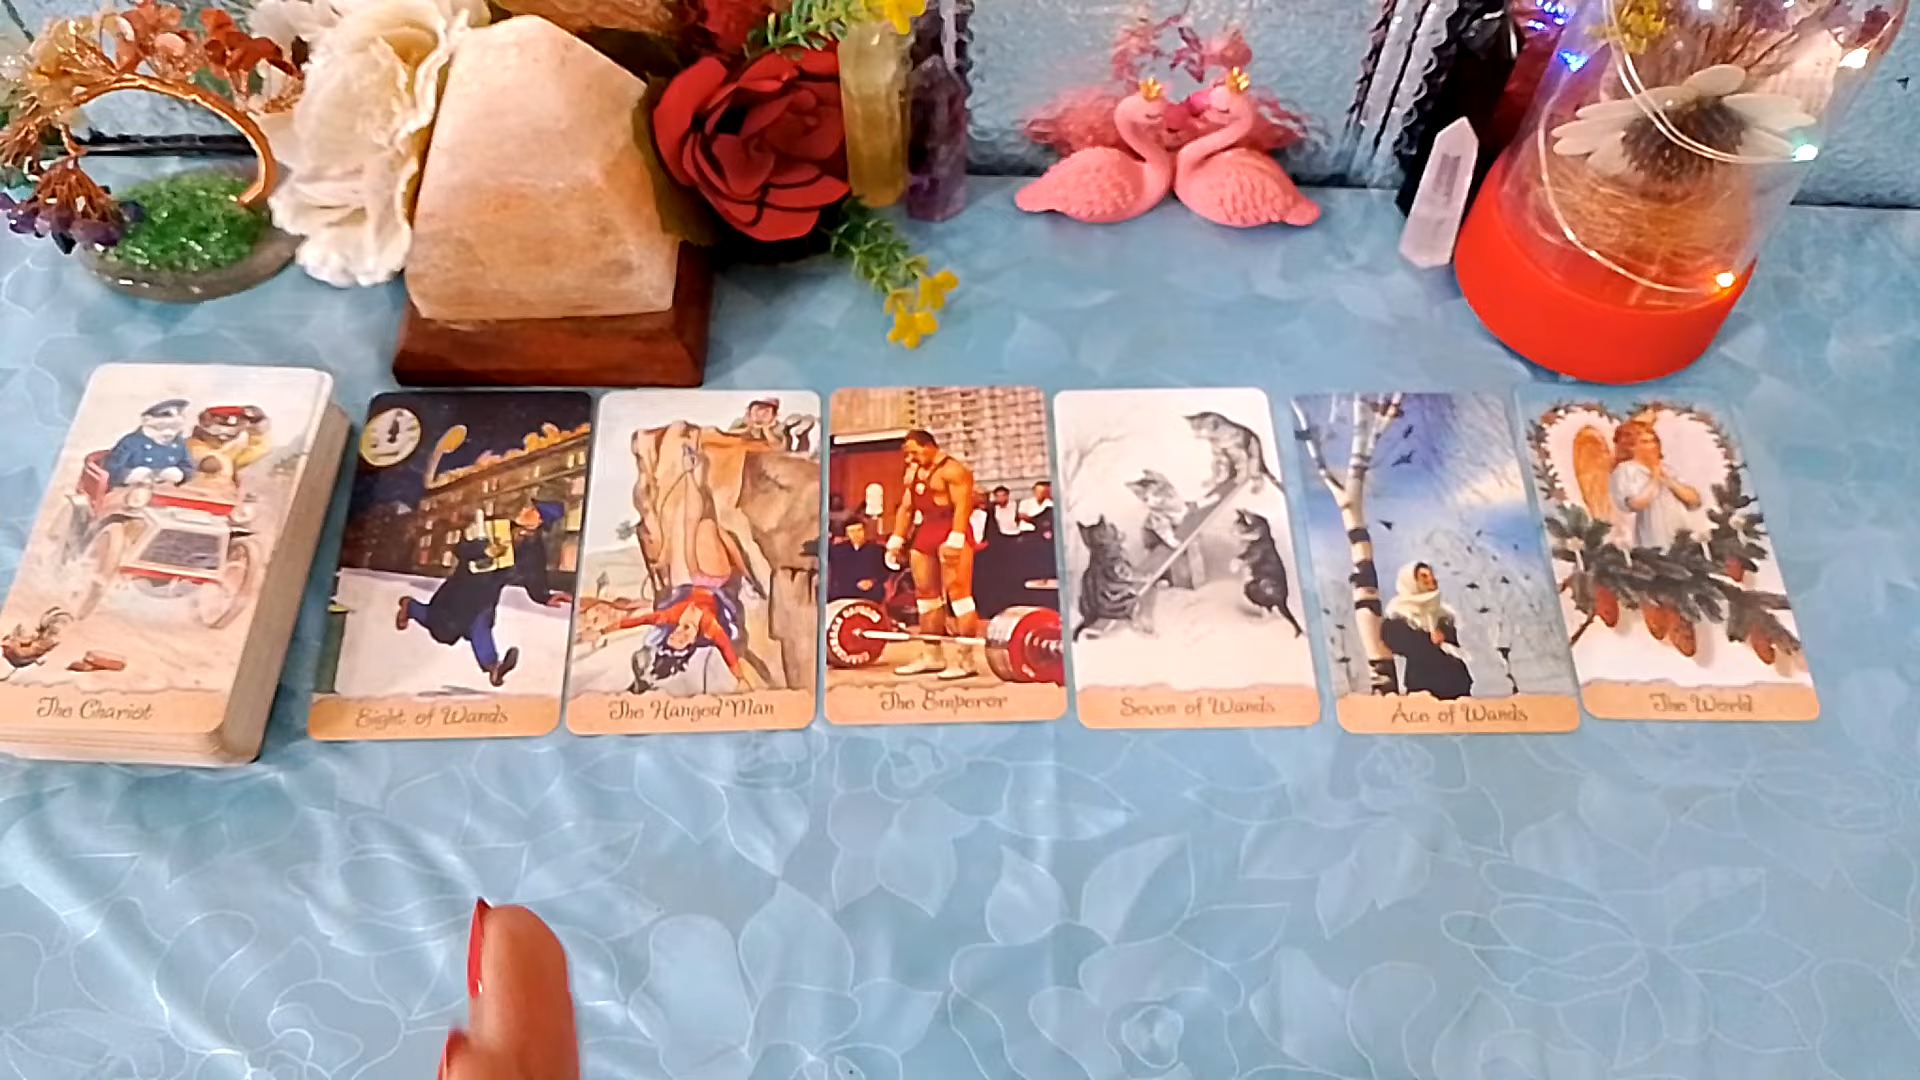 The Chariot
Eight of Wands
The Hanged Man
The Emperor
Seven of Wands
Ace of Wands
The World